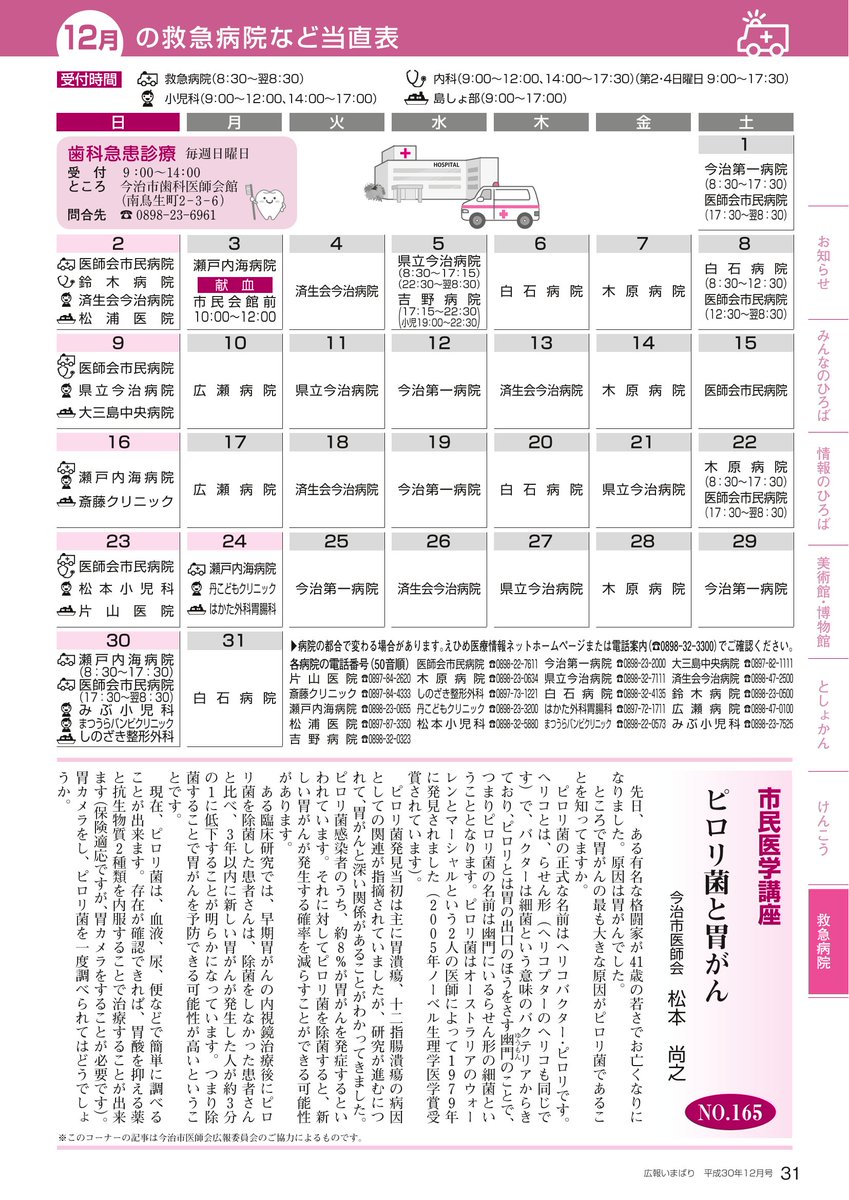 12月 の救急病院など当直表
受付時間
救急病院(8:30～翌8:30)
内科(9:00～12:00、14:00～17:30)(第2・4日曜日 9:00～17:30)
小児科(9:00～12:00、14:00～17:00)
島しょ部(9:00～17:00)
日 月 火 水 木 金 土
歯科急患診療 毎週日曜日
受付 9:00～14:00
ところ 今治市歯科医師会館
(南鳥生町2-3-6)
問合先 ☎0898-23-6961
HOSPITAL
1
今治第一病院
(8:30～17:30)
医師会市民病院
(17:30～翌8:30)
2
医師会市民病院
鈴木病院
済生会今治病院
松浦医院
3
瀬戸内海病院
献血
市民会館前
10:00～12:00
4
済生会今治病院
5
県立今治病院
(8:30～17:15)
(22:30～翌8:30)
吉野病院
(17:15～22:30)
(小児19:00～22:30)
6
白石病院
7
木原病院
8
白石病院
(8:30～12:30)
医師会市民病院
(12:30～翌8:30)
9
医師会市民病院
県立今治病院
大三島中央病院
10
広瀬病院
11
県立今治病院
12
今治第一病院
13
済生会今治病院
14
木原病院
15
医師会市民病院
16
瀬戸内海病院
斎藤クリニック
17
広瀬病院
18
済生会今治病院
19
今治第一病院
20
白石病院
21
県立今治病院
22
木原病院
(8:30～17:30)
医師会市民病院
(17:30～翌8:30)
23
医師会市民病院
松本小児科
片山医院
24
瀬戸内海病院
丹こどもクリニック
はかた外科胃腸科
25
今治第一病院
26
済生会今治病院
27
県立今治病院
28
木原病院
29
今治第一病院
30
瀬戸内海病院
(8:30～17:30)
医師会市民病院
(17:30～翌8:30)
みぶ小児科
まつうらバンビクリニック
しのざき整形外科
31
白石病院
▶病院の都合で変わる場合があります。えひめ医療情報ネットホームページまたは電話案内(☎0898-32-3300)でご確認ください。
各病院の電話番号(50音順) 医師会市民病院 ☎0898-22-7611 今治第一病院 ☎0898-23-2000 大三島中央病院 ☎0897-82-1111
片山医院 ☎0897-84-2620 木原病院 ☎0898-23-0634 県立今治病院 ☎0898-32-7111 済生会今治病院 ☎0898-47-2500
斎藤クリニック ☎0897-84-4333 しのざき整形外科 ☎0897-73-1221 白石病院 ☎0898-32-4135 鈴木病院 ☎0898-23-0500
瀬戸内海病院 ☎0898-23-0655 丹こどもクリニック ☎0898-23-3200 はかた外科胃腸科 ☎0897-72-1711 広瀬病院 ☎0898-47-0100
松浦医院 ☎0897-87-3350 松本小児科 ☎0898-32-5880 まつうらバンビクリニック ☎0898-22-0573 みぶ小児科 ☎0898-23-7525
吉野病院 ☎0898-32-0323
お知らせ
みんなのひろば
情報のひろば
美術館・博物館
としょかん
けんこう
救急病院
市民医学講座
ピロリ菌と胃がん
今治市医師会 松本 尚之
NO.165
先日、ある有名な格闘家が41歳の若さでお亡くなりに
なりました。原因は胃がんでした。
ところで胃がんの最も大きな原因がピロリ菌であるこ
とを知ってますか。
ピロリ菌の正式な名前はヘリコバクター・ピロリです。
ヘリコとは、らせん形(ヘリコプターのヘリコも同じで
す)で、バクターは細菌という意味のバクテリアからき
ており、ピロリとは胃の出口のほうをさす幽門(ゆうもん)のことで、
つまりピロリ菌の名前は幽門にいるらせん形の細菌とい
うこととなります。ピロリ菌はオーストラリアのウォー
レンとマーシャルという2人の医師によって1979年
に発見されました(2005年ノーベル生理学医学賞受
賞されています)。
ピロリ菌発見当初は主に胃潰瘍、十二指腸潰瘍の病因
としての関連が指摘されていましたが、研究が進むにつ
れて、胃がんと深い関係があることがわかってきました。
ピロリ菌感染者のうち、約8%が胃がんを発症するとい
われています。それに対してピロリ菌を除菌すると、新
しい胃がんが発生する確率を減らすことができる可能性
があります。
ある臨床研究では、早期胃がんの内視鏡治療後にピロ
リ菌を除菌した患者さんは、除菌をしなかった患者さん
と比べ、3年以内に新しい胃がんが発生した人が約3分
の1に低下することが明らかになっています。つまり除
菌することで胃がんを予防できる可能性が高いというこ
とです。
現在、ピロリ菌は、血液、尿、便などで簡単に調べる
ことが出来ます。存在が確認できれば、胃酸を抑える薬
と抗生物質2種類を内服することで治療することが出来
ます(保険適応ですが、胃カメラをすることが必要です)。
胃カメラをし、ピロリ菌を一度調べられてはどうでしょ
うか。
※このコーナーの記事は今治市医師会広報委員会のご協力によるものです。
広報いまばり 平成30年12月号 31